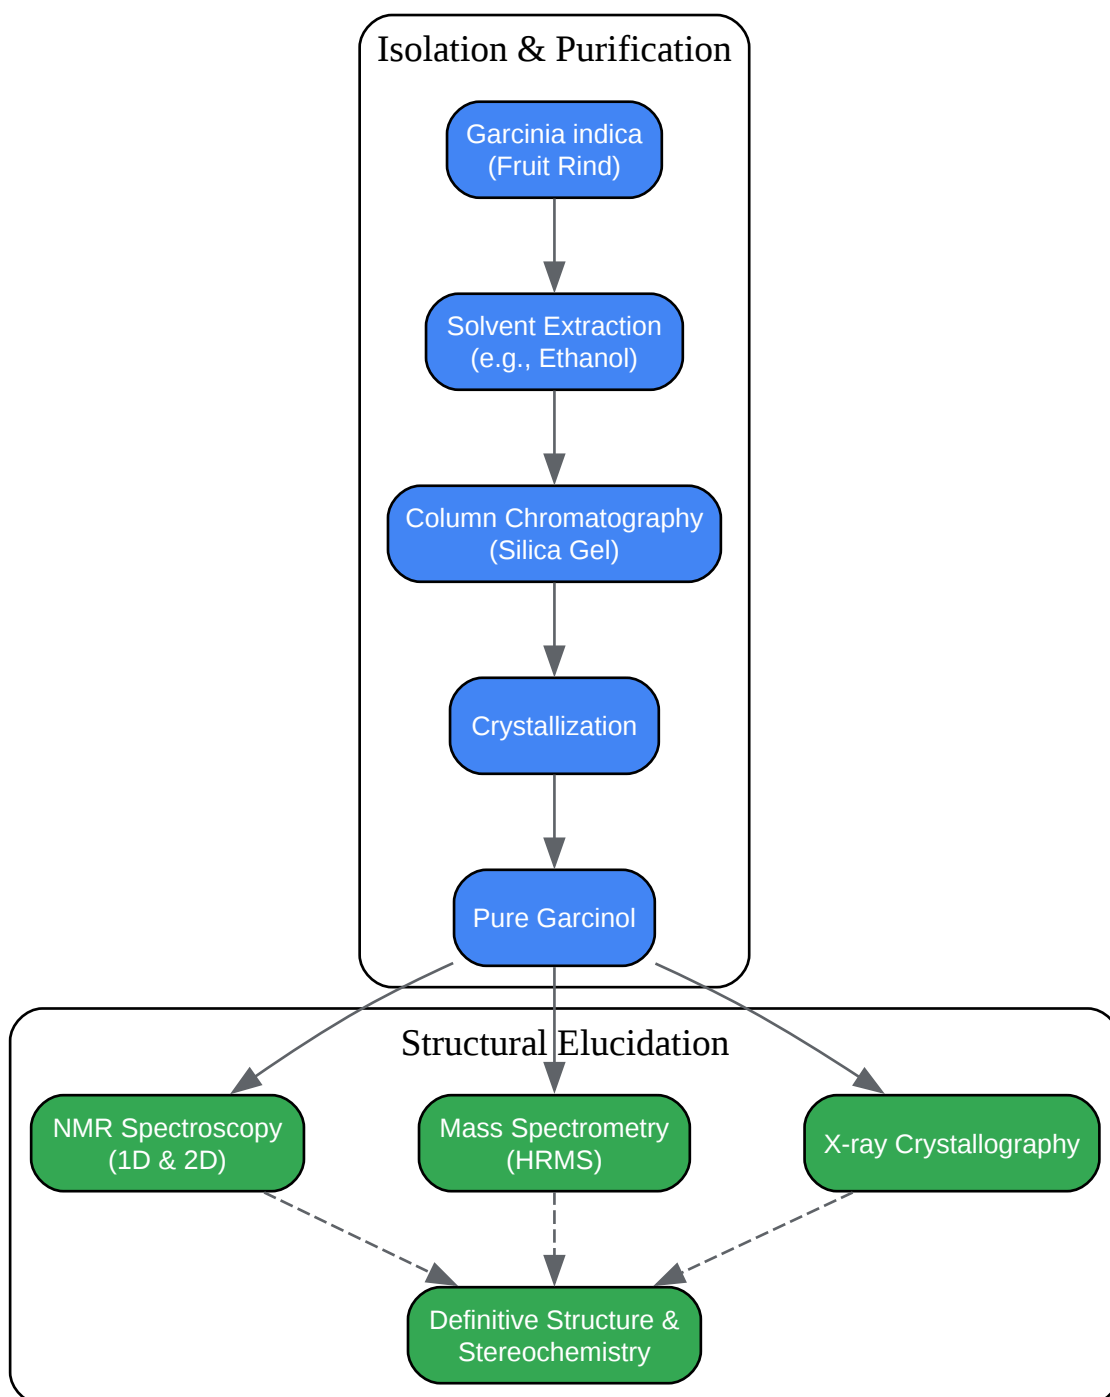 Isolation & Purification
Garcinia indica
(Fruit Rind)
Solvent Extraction
(e.g., Ethanol)
Column Chromatography
(Silica Gel)
Crystallization
Pure Garcinol
Structural Elucidation
NMR Spectroscopy
(1D & 2D)
Mass Spectrometry
(HRMS)
X-ray Crystallography
Definitive Structure &
Stereochemistry